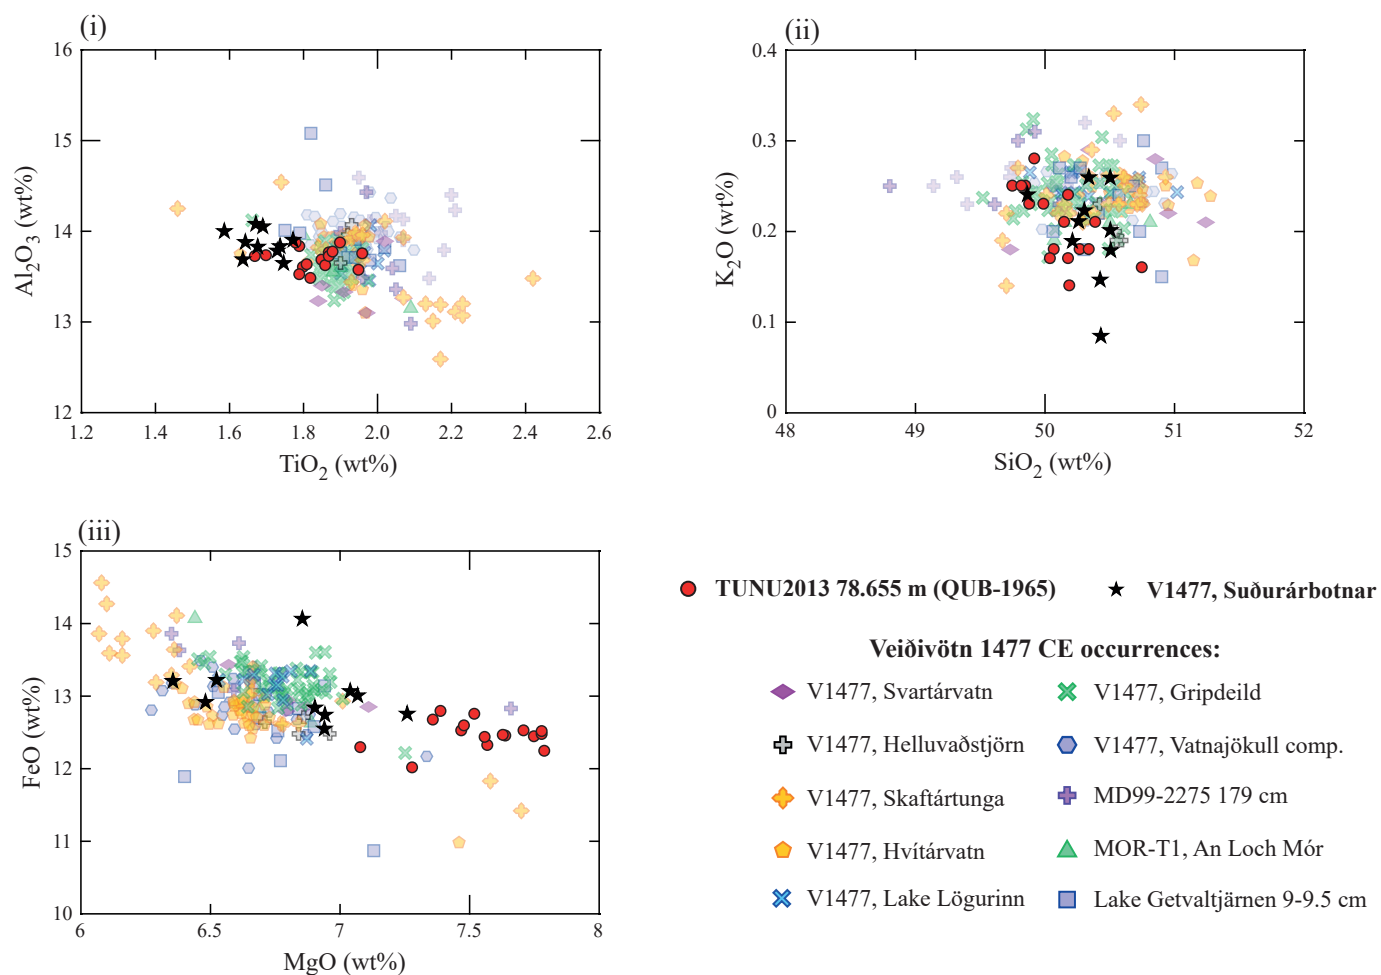 (i)
16
15
14
13
12
Al2O3 (wt%)
1.2 1.4 1.6 1.8 2.0 2.2 2.4 2.6
TiO2 (wt%)
(ii)
0.4
0.3
0.2
0.1
0
K2O (wt%)
48 49 50 51 52
SiO2 (wt%)
(iii)
15
14
13
12
11
10
FeO (wt%)
6 6.5 7 7.5 8
MgO (wt%)
TUNU2013 78.655 m (QUB-1965) V1477, Suðurárbotnar
Veiðivötn 1477 CE occurrences:
V1477, Svartárvatn V1477, Gripdeild
V1477, Helluvaðstjörn V1477, Vatnajökull comp.
V1477, Skaftártunga MD99-2275 179 cm
V1477, Hvítárvatn MOR-T1, An Loch Mór
V1477, Lake Lögurinn Lake Getvaltjärnen 9-9.5 cm